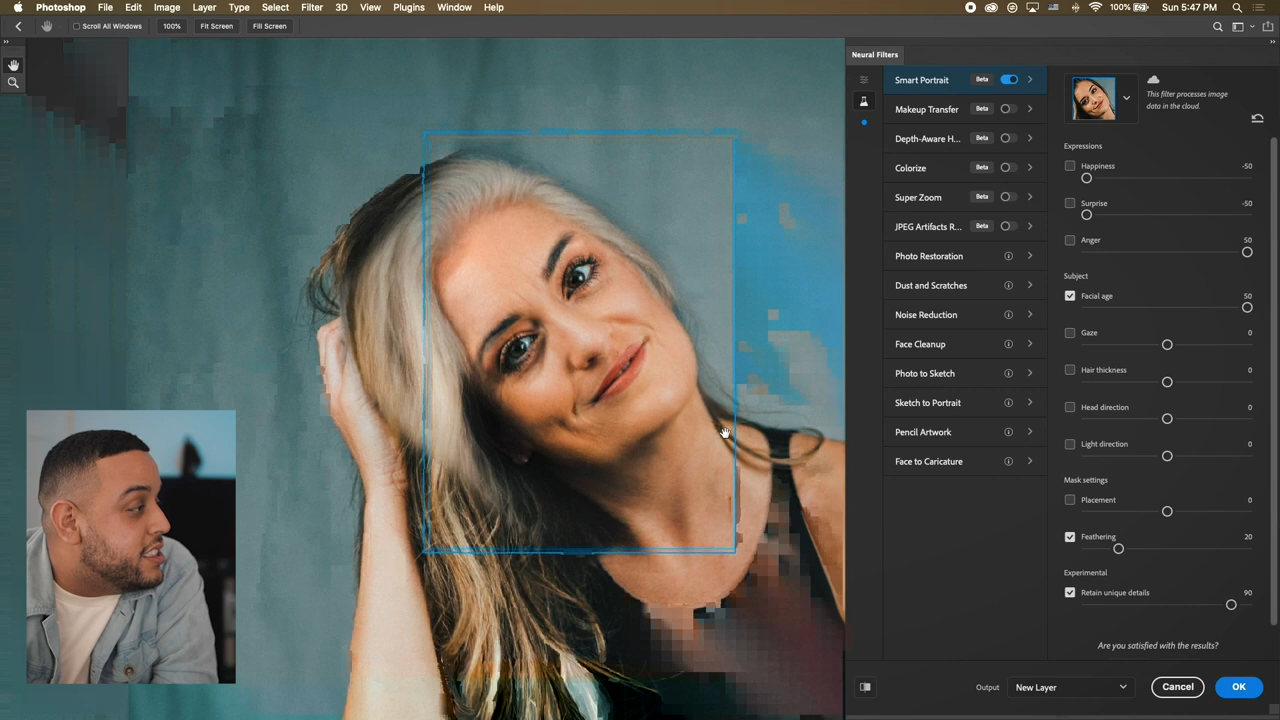 Photoshop File Edit Image Layer Type Select Filter 3D View Plugins Window Help 100% Sun 5:47 PM
Scroll All Windows 100% Fit Screen Fill Screen
Neural Filters
Smart Portrait Beta
Makeup Transfer Beta
Depth-Aware H... Beta
Colorize Beta
Super Zoom Beta
JPEG Artifacts R... Beta
Photo Restoration
Dust and Scratches
Noise Reduction
Face Cleanup
Photo to Sketch
Sketch to Portrait
Pencil Artwork
Face to Caricature
This filter processes image
data in the cloud.
Expressions
Happiness -50
Surprise -50
Anger 50
Subject
Facial age 50
Gaze 0
Hair thickness 0
Head direction 0
Light direction 0
Mask settings
Placement 0
Feathering 20
Experimental
Retain unique details 90
Are you satisfied with the results?
Output New Layer Cancel OK